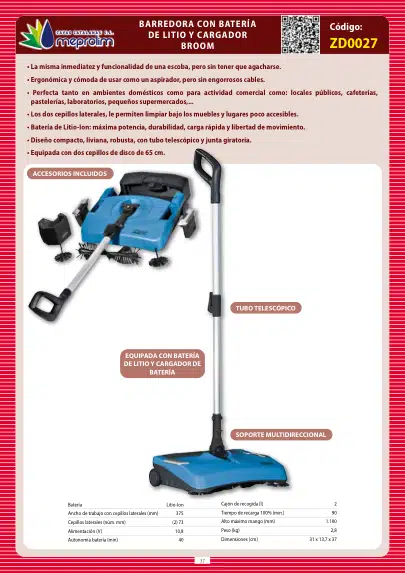 CUYAS CATALANAS S.L.
meprolim
BARREDORA CON BATERÍA
DE LITIO Y CARGADOR
BROOM
Código:
ZD0027
• La misma inmediatez y funcionalidad de una escoba, pero sin tener que agacharse.
• Ergonómica y cómoda de usar como un aspirador, pero sin engorrosos cables.
• Perfecta tanto en ambientes domésticos como para actividad comercial como: locales públicos, cafeterías,
pastelerías, laboratorios, pequeños supermercados,...
• Los dos cepillos laterales, le permiten limpiar bajo los muebles y lugares poco accesibles.
• Batería de Litio-Ion: máxima potencia, durabilidad, carga rápida y libertad de movimiento.
• Diseño compacto, liviana, robusta, con tubo telescópico y junta giratoria.
• Equipada con dos cepillos de disco de 65 cm.
ACCESORIOS INCLUIDOS
TUBO TELESCÓPICO
EQUIPADA CON BATERÍA
DE LITIO Y CARGADOR DE
BATERÍA
SOPORTE MULTIDIRECCIONAL
Batería Litio-Ion
Ancho de trabajo con cepillos laterales (mm) 375
Cepillos laterales (núm. mm) (2) 73
Alimentación (V) 10,8
Autonomía batería (min) 40
Cajón de recogida (l) 2
Tiempo de recarga 100% (min.) 90
Alto máximo mango (mm) 1.100
Peso (kg) 2,8
Dimensiones (cm) 31 x 13,7 x 37
37